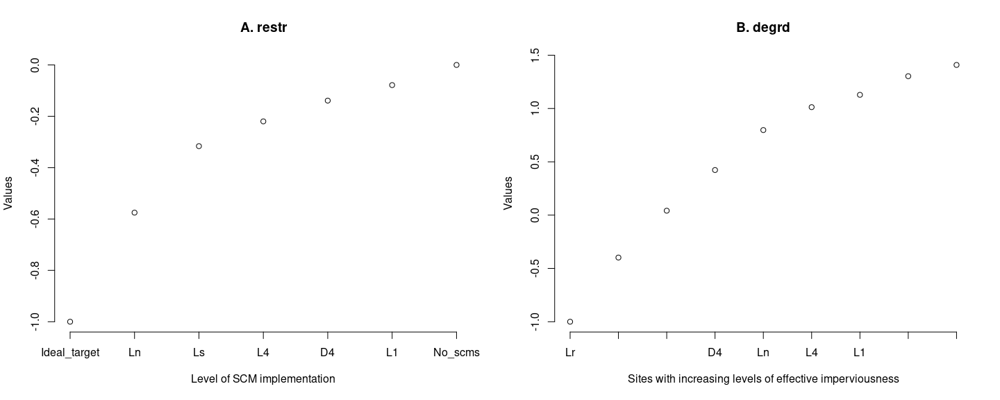 A. restr
Values
0.0
-0.2
-0.4
-0.6
-0.8
-1.0
Ideal_target Ln Ls L4 D4 L1 No_scms
Level of SCM implementation
B. degrd
Values
1.5
1.0
0.5
0.0
-0.5
-1.0
Lr D4 Ln L4 L1
Sites with increasing levels of effective imperviousness